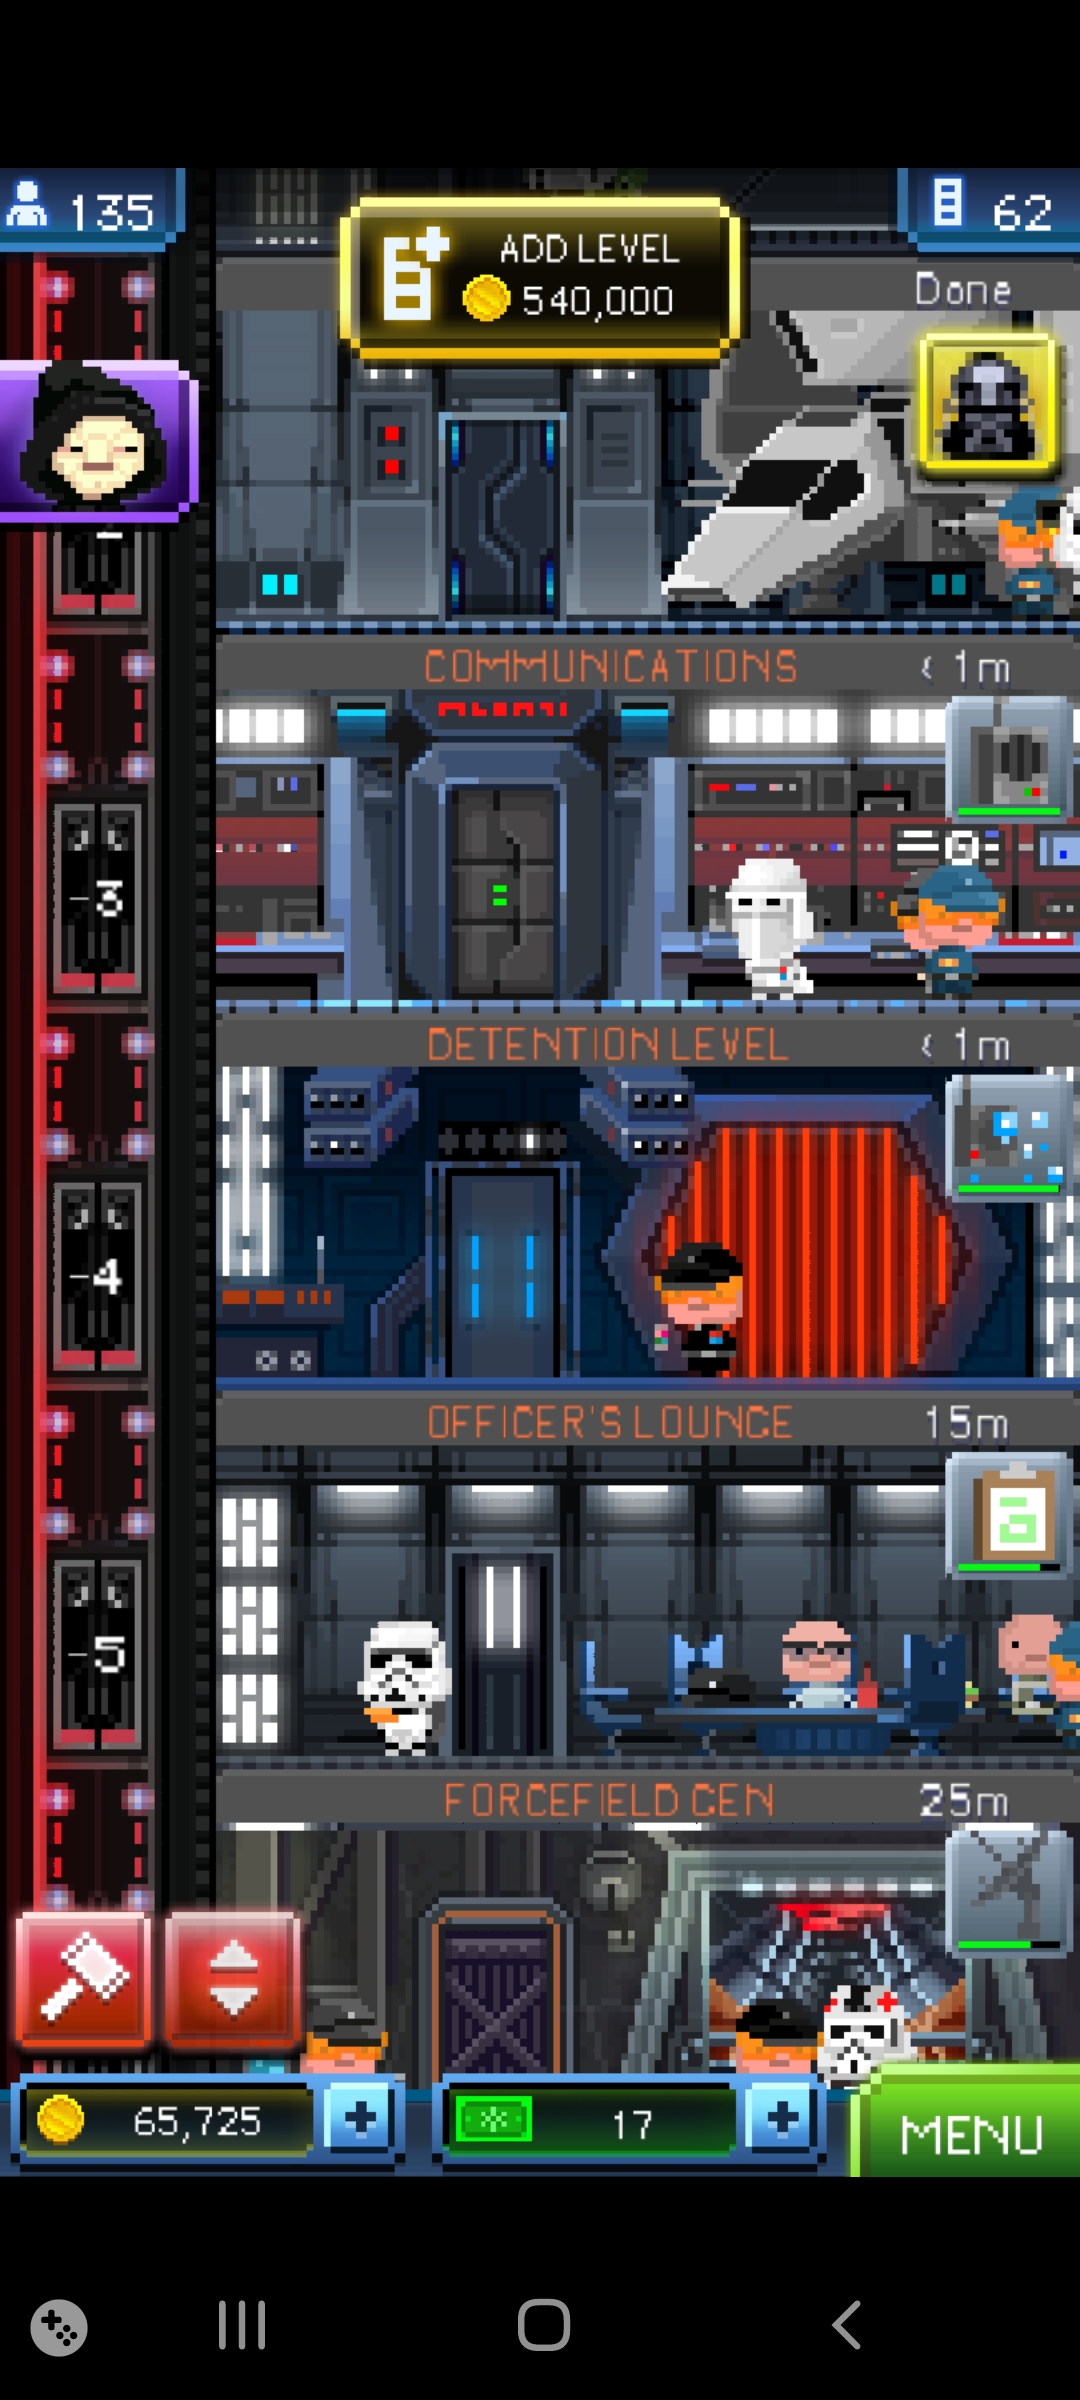 135
ADD LEVEL
540,000
62
Done
COMMUNICATIONS
< 1m
-3
DETENTION LEVEL
< 1m
-4
OFFICER'S LOUNGE
15m
-5
FORCEFIELD GEN
25m
65,725
17
MENU